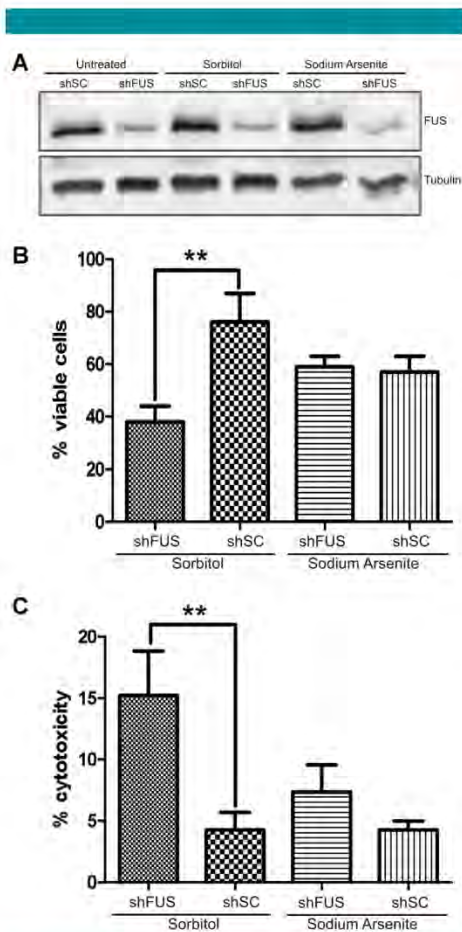 A
Untreated Sorbitol Sodium Arsenite
shSC shFUS shSC shFUS shSC shFUS
FUS
Tubulin
B
**
% viable cells
100
80
60
40
20
0
shFUS shSC shFUS shSC
Sorbitol Sodium Arsenite
C
**
% cytotoxicity
20
15
10
5
0
shFUS shSC shFUS shSC
Sorbitol Sodium Arsenite